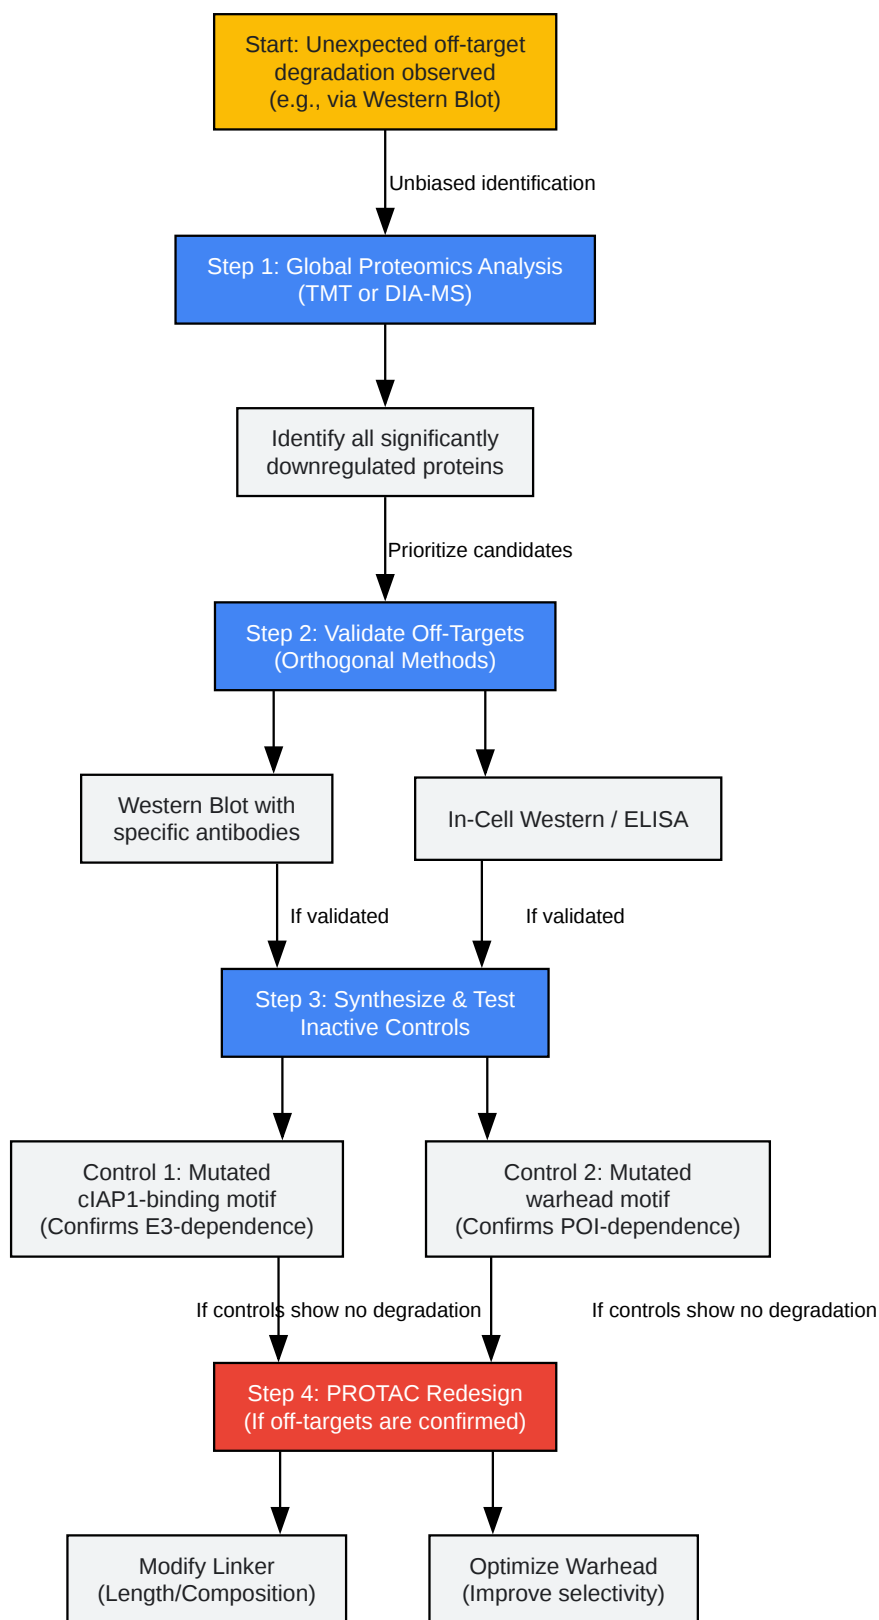 Start: Unexpected off-target
degradation observed
(e.g., via Western Blot)
Unbiased identification
Step 1: Global Proteomics Analysis
(TMT or DIA-MS)
Identify all significantly
downregulated proteins
Prioritize candidates
Step 2: Validate Off-Targets
(Orthogonal Methods)
Western Blot with
specific antibodies
In-Cell Western / ELISA
If validated
If validated
Step 3: Synthesize & Test
Inactive Controls
Control 1: Mutated
cIAP1-binding motif
(Confirms E3-dependence)
Control 2: Mutated
warhead motif
(Confirms POI-dependence)
If controls show no degradation
If controls show no degradation
Step 4: PROTAC Redesign
(If off-targets are confirmed)
Modify Linker
(Length/Composition)
Optimize Warhead
(Improve selectivity)